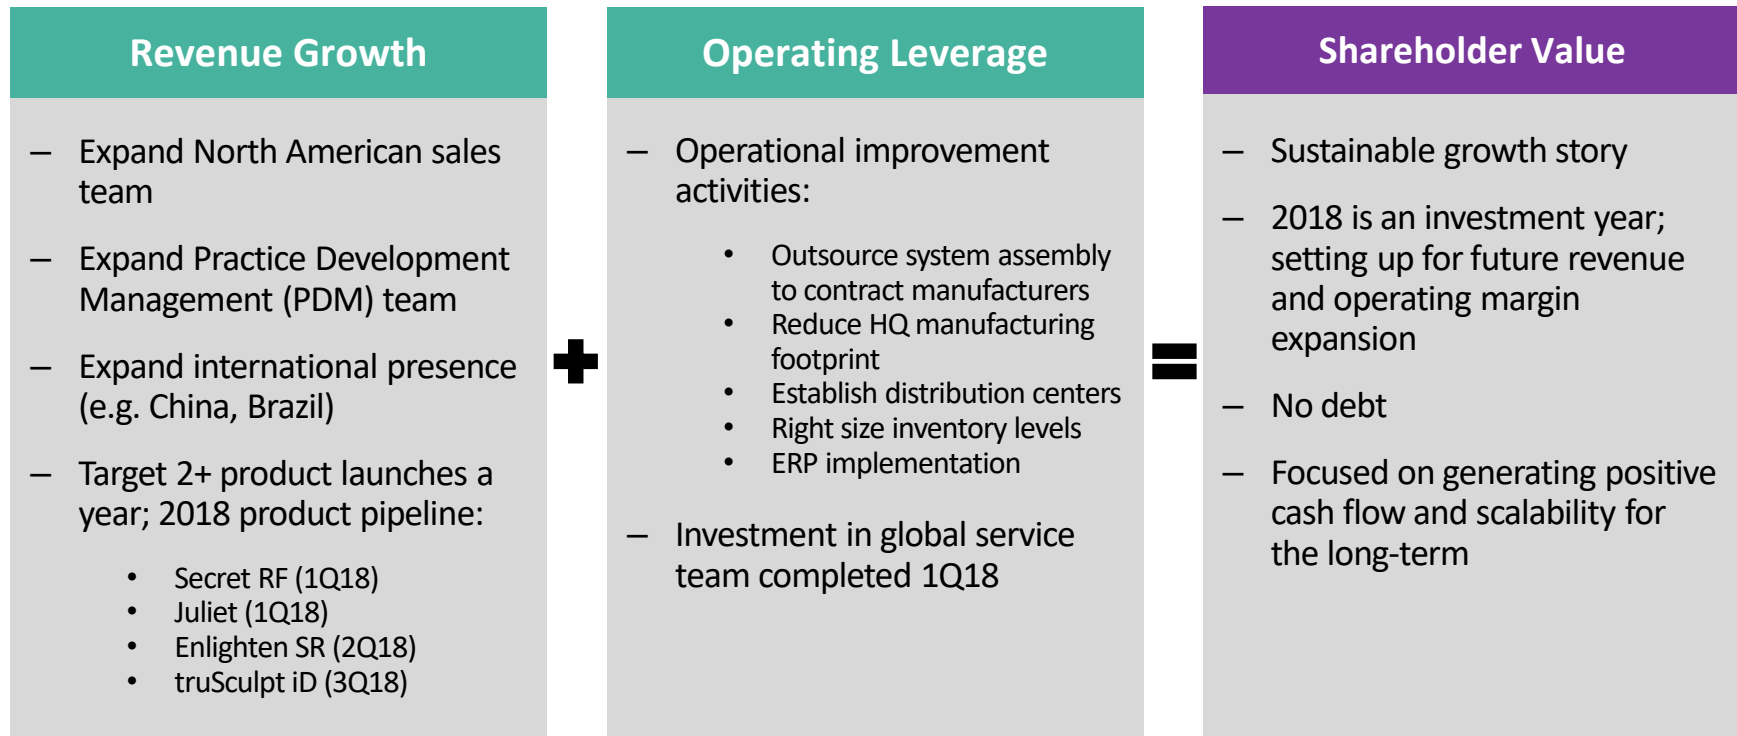 Revenue Growth
– Expand North American sales
team
– Expand Practice Development
Management (PDM) team
– Expand international presence
(e.g. China, Brazil)
– Target 2+ product launches a
year; 2018 product pipeline:
• Secret RF (1Q18)
• Juliet (1Q18)
• Enlighten SR (2Q18)
• truSculpt iD (3Q18)
+
Operating Leverage
– Operational improvement
activities:
• Outsource system assembly
to contract manufacturers
• Reduce HQ manufacturing
footprint
• Establish distribution centers
• Right size inventory levels
• ERP implementation
– Investment in global service
team completed 1Q18
=
Shareholder Value
– Sustainable growth story
– 2018 is an investment year;
setting up for future revenue
and operating margin
expansion
– No debt
– Focused on generating positive
cash flow and scalability for
the long-term